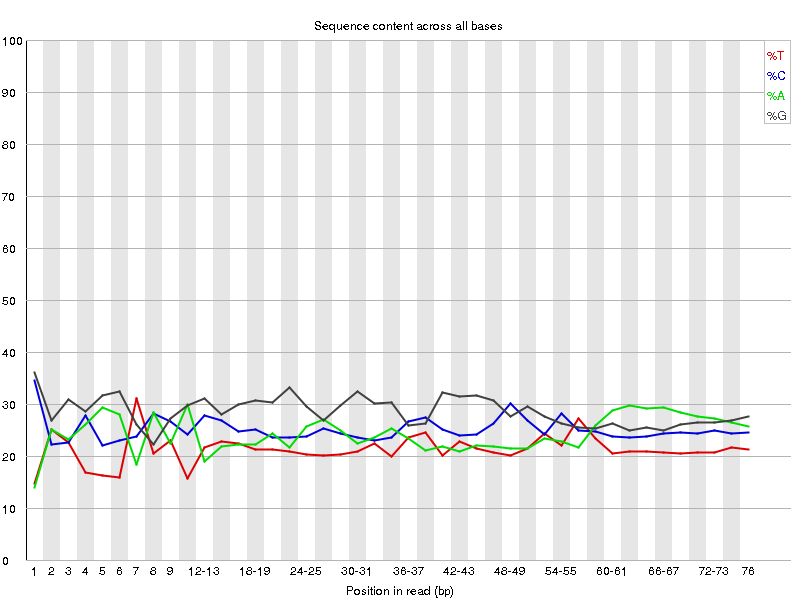 Sequence content across all bases
100
90
80
70
60
50
40
30
20
10
0
%T
%C
%A
%G
1 2 3 4 5 6 7 8 9 12-13 18-19 24-25 30-31 36-37 42-43 48-49 54-55 60-61 66-67 72-73 76
Position in read (bp)